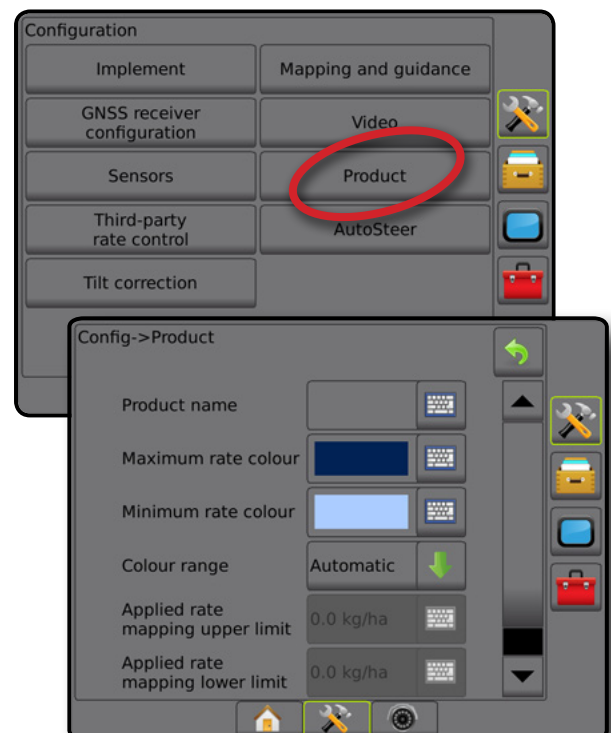 Configuration
Implement
Mapping and guidance
GNSS receiver
configuration
Video
Sensors
Product
Third-party
rate control
AutoSteer
Tilt correction
Config->Product
Product name
Maximum rate colour
Minimum rate colour
Colour range
Automatic
Applied rate
mapping upper limit
0.0 kg/ha
Applied rate
mapping lower limit
0.0 kg/ha